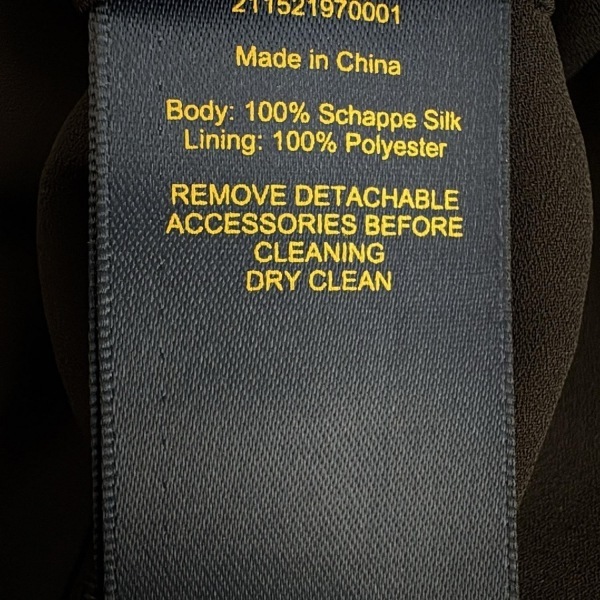 211521970001
Made in China
Body: 100% Schappe Silk
Lining: 100% Polyester
REMOVE DETACHABLE
ACCESSORIES BEFORE
CLEANING
DRY CLEAN